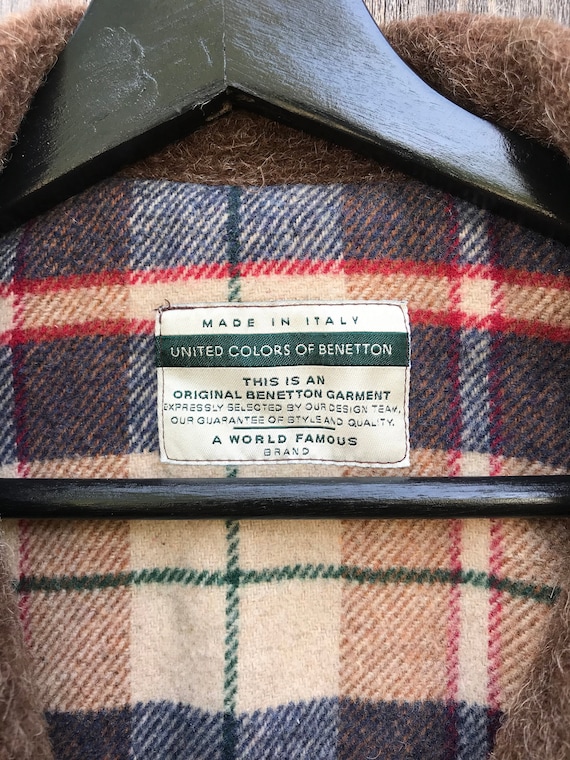 MADE IN ITALY
UNITED COLORS OF BENETTON
THIS IS AN
ORIGINAL BENETTON GARMENT
EXPRESSLY SELECTED BY OUR DESIGN TEAM.
OUR GUARANTEE OF STYLE AND QUALITY.
A WORLD FAMOUS
BRAND